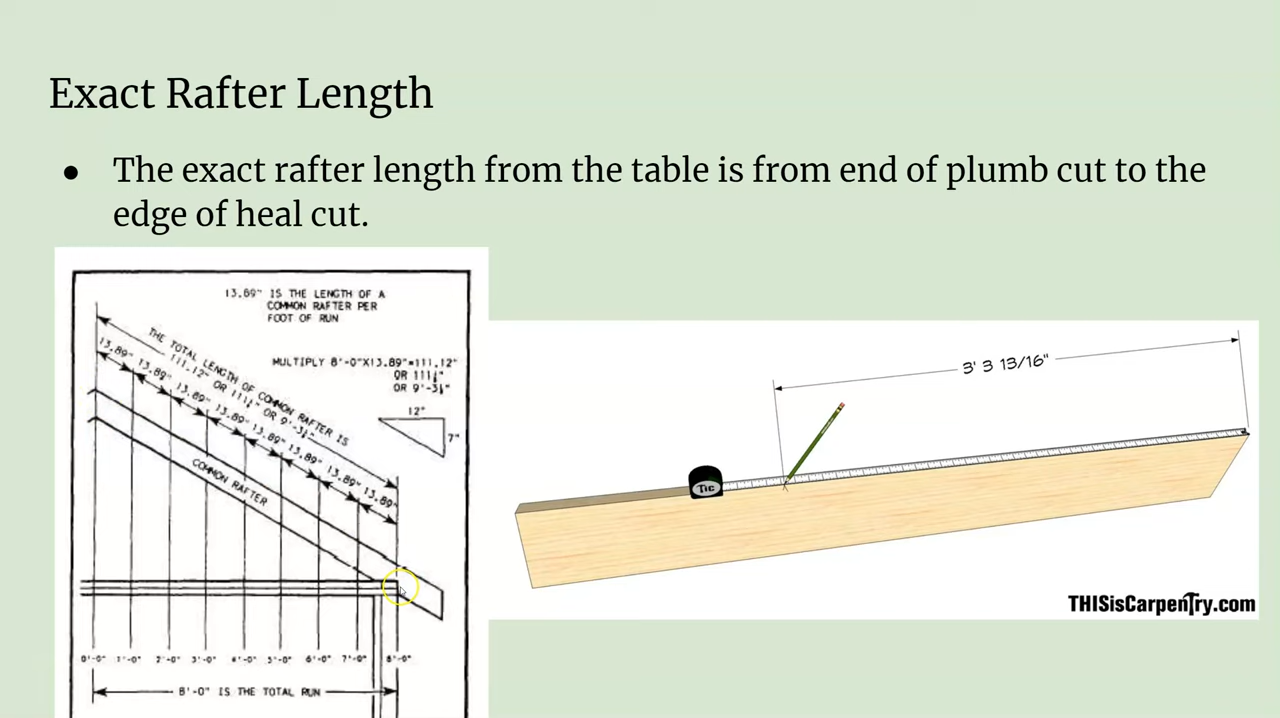 Exact Rafter Length
● The exact rafter length from the table is from end of plumb cut to the
edge of heal cut.
13.89" IS THE LENGTH OF A
COMMON RAFTER PER
FOOT OF RUN
MULTIPLY 8'-0"X13.89"=111.12"
OR 111⅛"
OR 9'-3⅛"
12"
7"
THE TOTAL LENGTH OF COMMON RAFTER IS
111.12" OR 111⅛" OR 9'-3⅛"
13.89" 13.89" 13.89" 13.89" 13.89" 13.89" 13.89" 13.89"
COMMON RAFTER
0'-0" 1'-0" 2'-0" 3'-0" 4'-0" 5'-0" 6'-0" 7'-0" 8'-0"
8'-0" IS THE TOTAL RUN
3' 3 13/16"
Tic
THISisCarpenTry.com